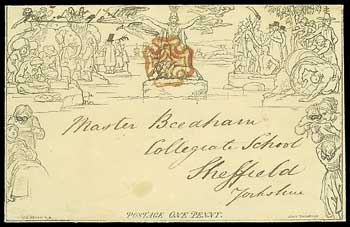 Master Beedham
Collegiate School
Sheffield
Yorkshire
POSTAGE ONE PENNY.